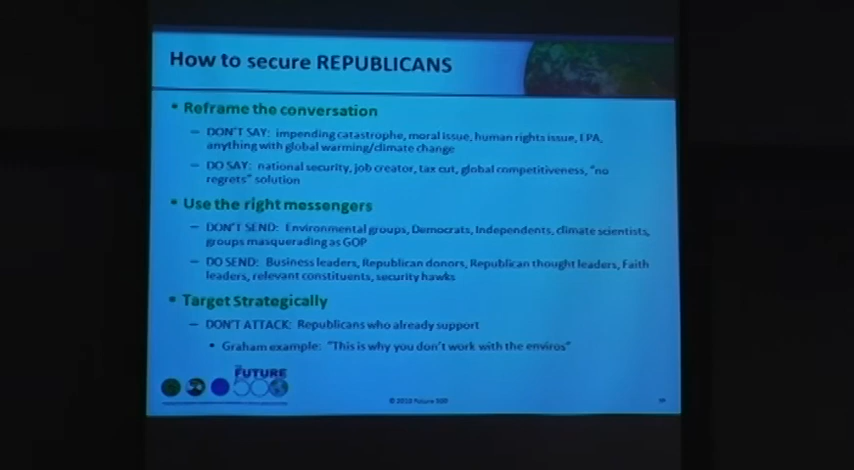 How to secure REPUBLICANS
▪ Reframe the conversation
– DON'T SAY: impending catastrophe, moral issue, human rights issue, EPA,
anything with global warming/climate change
– DO SAY: national security, job creator, tax cut, global competitiveness, "no
regrets" solution
▪ Use the right messengers
– DON'T SEND: Environmental groups, Democrats, Independents, climate scientists,
groups masquerading as GOP
– DO SEND: Business leaders, Republican donors, Republican thought leaders, Faith
leaders, relevant constituents, security hawks
▪ Target Strategically
– DON'T ATTACK: Republicans who already support
▪ Graham example: "This is why you don't work with the enviros"
FUTURE
500
© 2010 Future 500